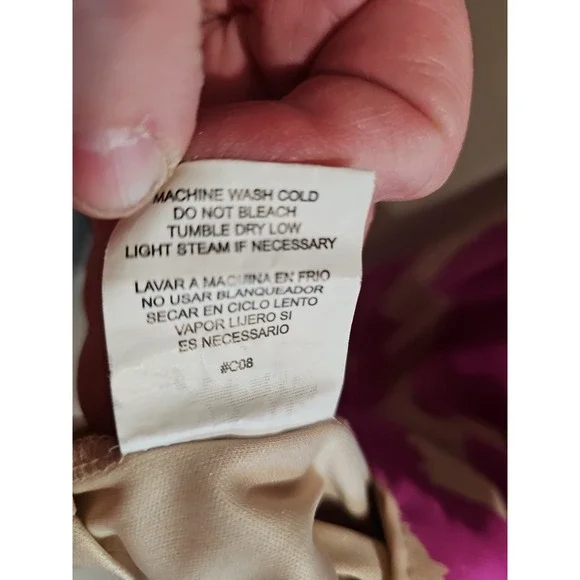 MACHINE WASH COLD
DO NOT BLEACH
TUMBLE DRY LOW
LIGHT STEAM IF NECESSARY
LAVAR A MAQUINA EN FRIO
NO USAR BLANQUEADOR
SECAR EN CICLO LENTO
VAPOR LIJERO SI
ES NECESSARIO
#C08